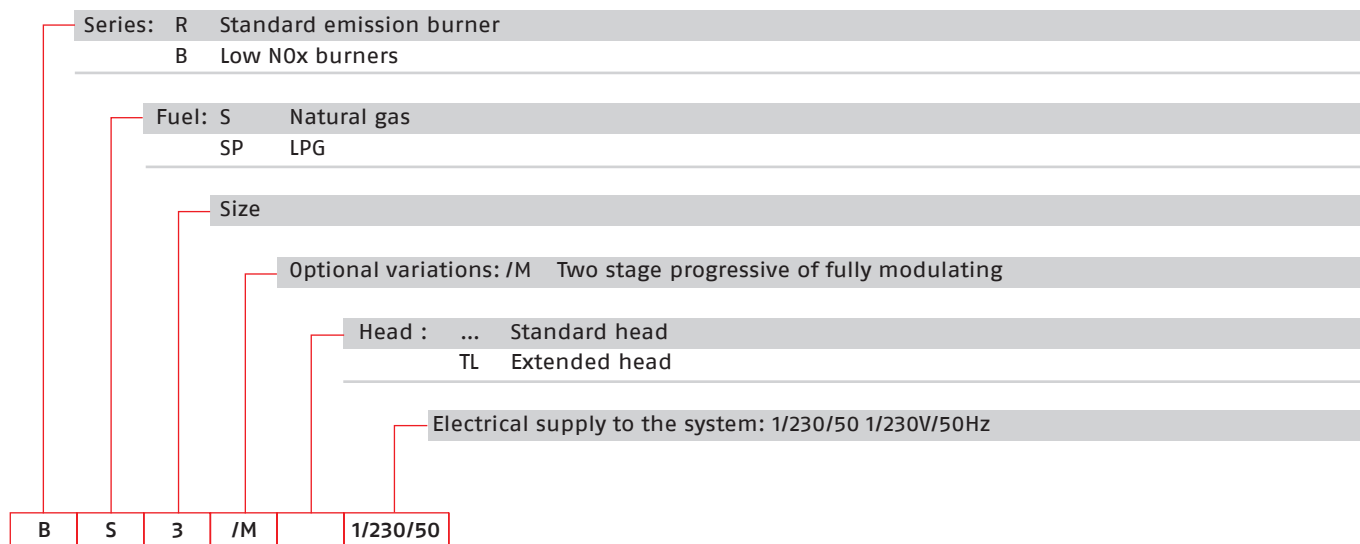 Series: R Standard emission burner
B Low NOx burners
Fuel: S Natural gas
SP LPG
Size
Optional variations: /M Two stage progressive of fully modulating
Head : ... Standard head
TL Extended head
Electrical supply to the system: 1/230/50 1/230V/50Hz
B S 3 /M 1/230/50